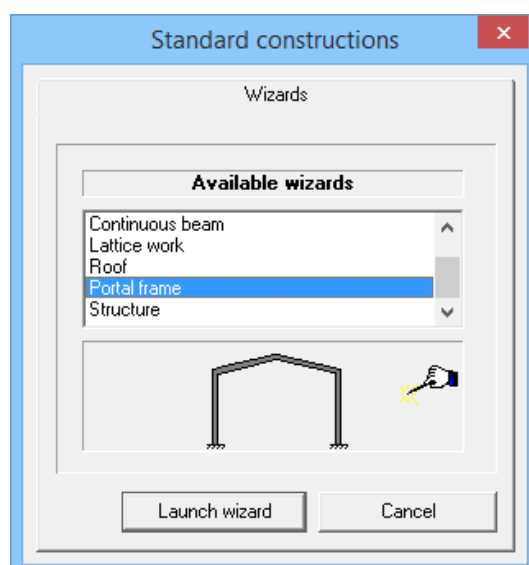 Standard constructions
Wizards
Available wizards
Continuous beam
Lattice work
Roof
Portal frame
Structure
Launch wizard
Cancel